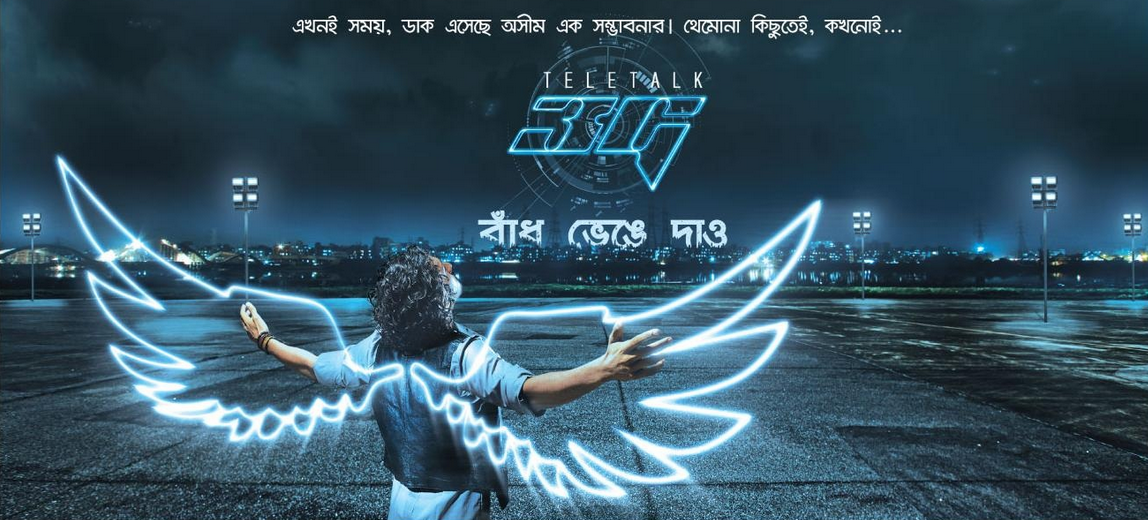 এখনই সময়, ডাক এসেছে অসীম এক সম্ভাবনার। থেমোনা কিছুতেই, কখনোই...
TELETALK
3G
বাঁধ ভেঙে দাও